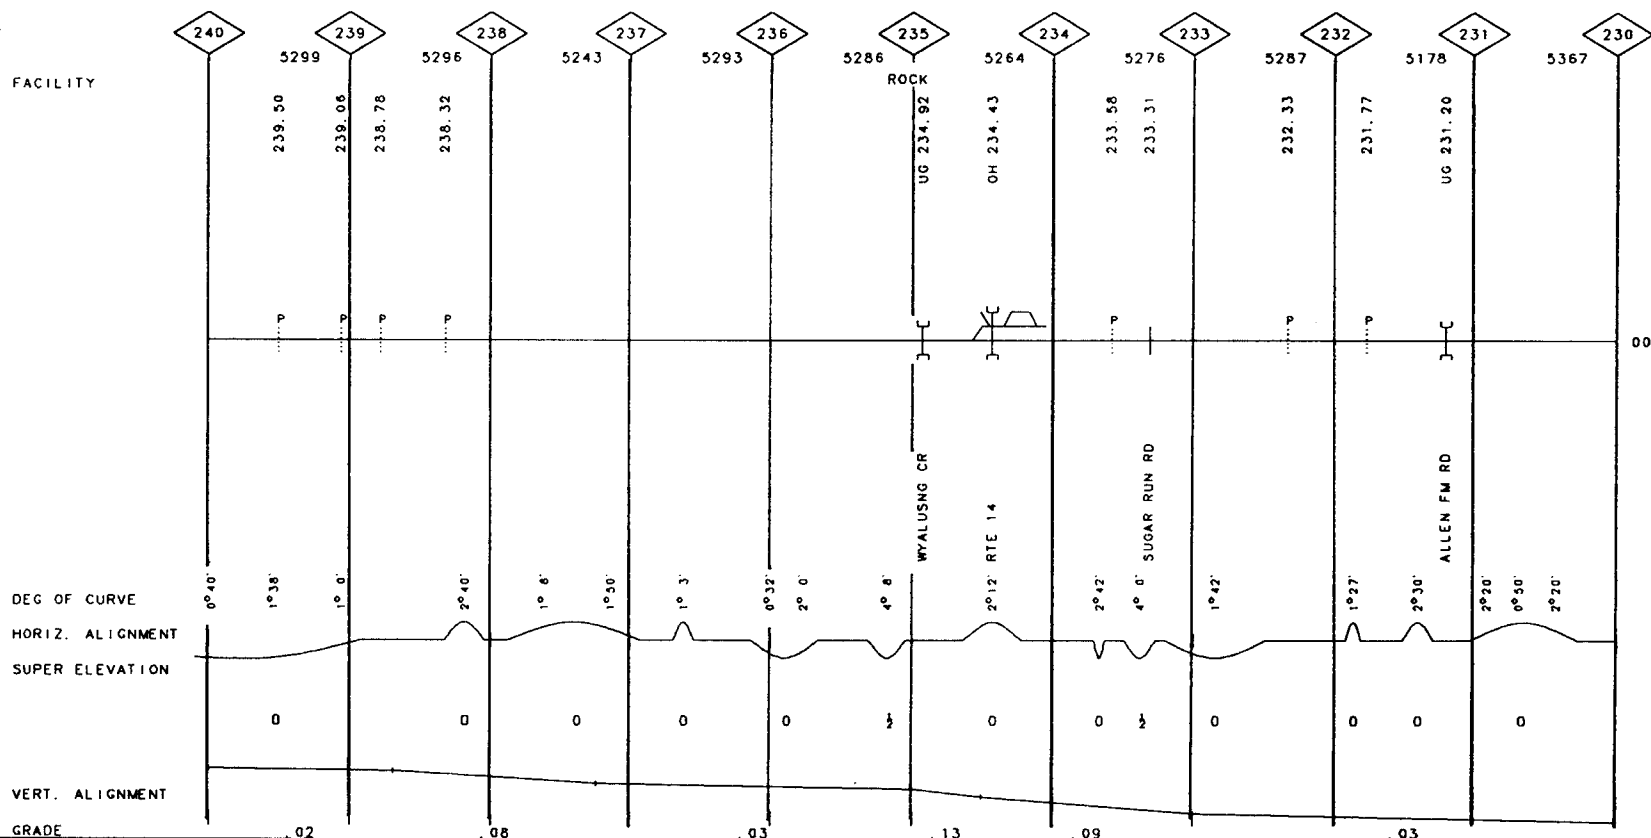 240 239 238 237 236 235 234 233 232 231 230
5299 5296 5243 5293 5286 5264 5276 5287 5178 5367
FACILITY
ROCK
239.50 239.06 238.78 238.32 UG 234.92 OH 234.43 233.58 233.31 232.33 231.77 UG 231.20
P P P P P P P
00
WYALUSNG CR RTE 14 SUGAR RUN RD ALLEN FM RD
DEG OF CURVE
0°40' 1°38' 1° 0' 2°40' 1° 8' 1°50' 1° 3' 0°32' 2° 0' 4° 8' 2°12' 2°42' 4° 0' 1°42' 1°27' 2°30' 2°20' 0°50' 2°20'
HORIZ. ALIGNMENT
SUPER ELEVATION
0 0 0 0 0 ½ 0 0 ½ 0 0 0 0
VERT. ALIGNMENT
GRADE .02 .08 .03 .13 .09 .03